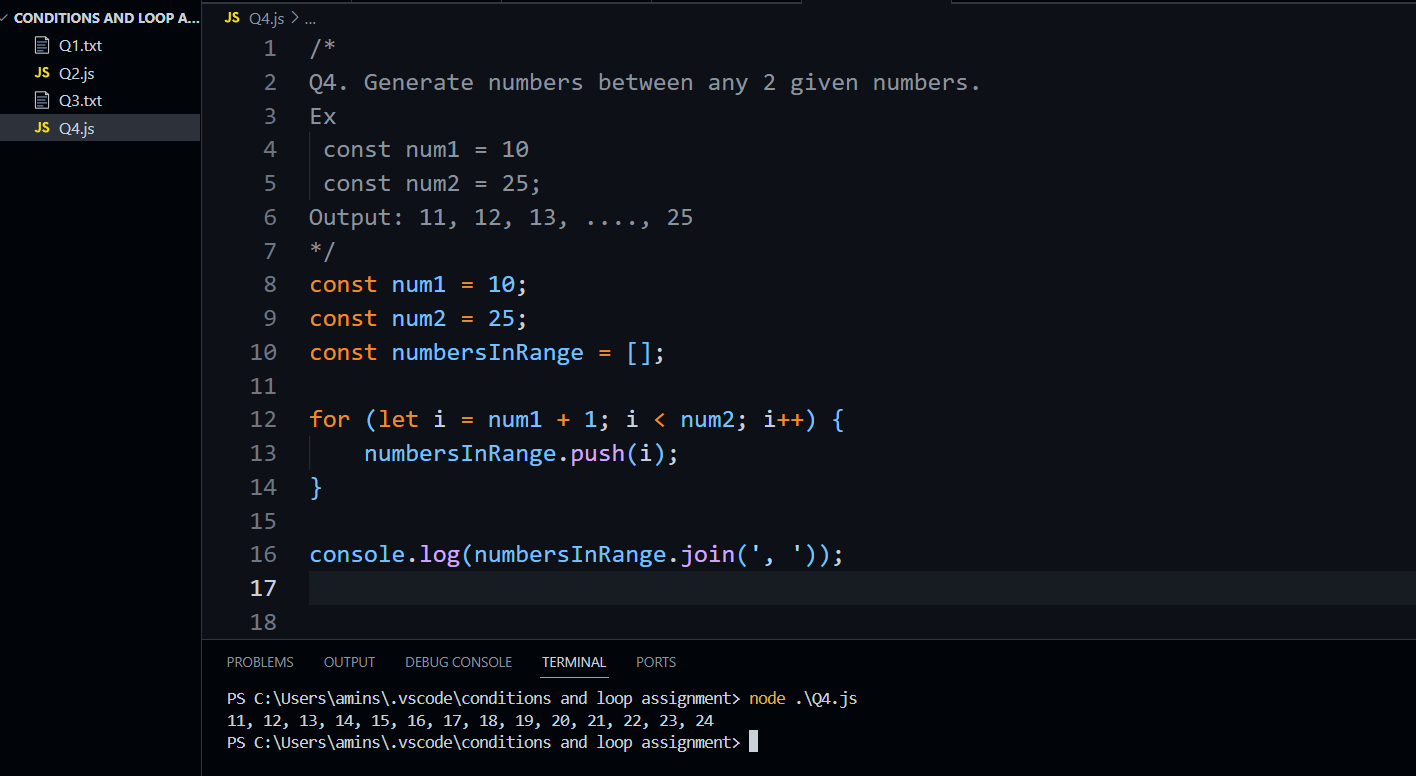 CONDITIONS AND LOOP A...
Q1.txt
JS Q2.js
Q3.txt
JS Q4.js
JS Q4.js > ...
1 /*
2 Q4. Generate numbers between any 2 given numbers.
3 Ex
4  const num1 = 10
5  const num2 = 25;
6 Output: 11, 12, 13, ...., 25
7 */
8 const num1 = 10;
9 const num2 = 25;
10 const numbersInRange = [];
11
12 for (let i = num1 + 1; i < num2; i++) {
13     numbersInRange.push(i);
14 }
15
16 console.log(numbersInRange.join(', '));
17
18
PROBLEMS OUTPUT DEBUG CONSOLE TERMINAL PORTS
PS C:\Users\amins\.vscode\conditions and loop assignment> node .\Q4.js
11, 12, 13, 14, 15, 16, 17, 18, 19, 20, 21, 22, 23, 24
PS C:\Users\amins\.vscode\conditions and loop assignment>